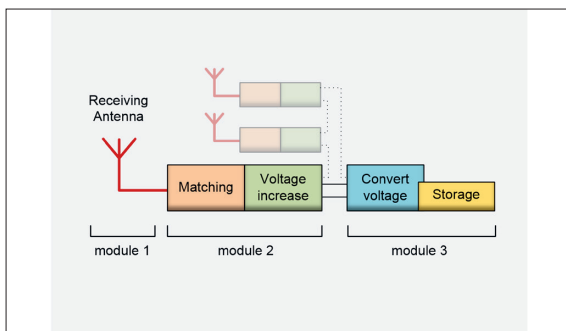 Receiving
Antenna
Matching
Voltage
increase
Convert
voltage
Storage
module 1
module 2
module 3